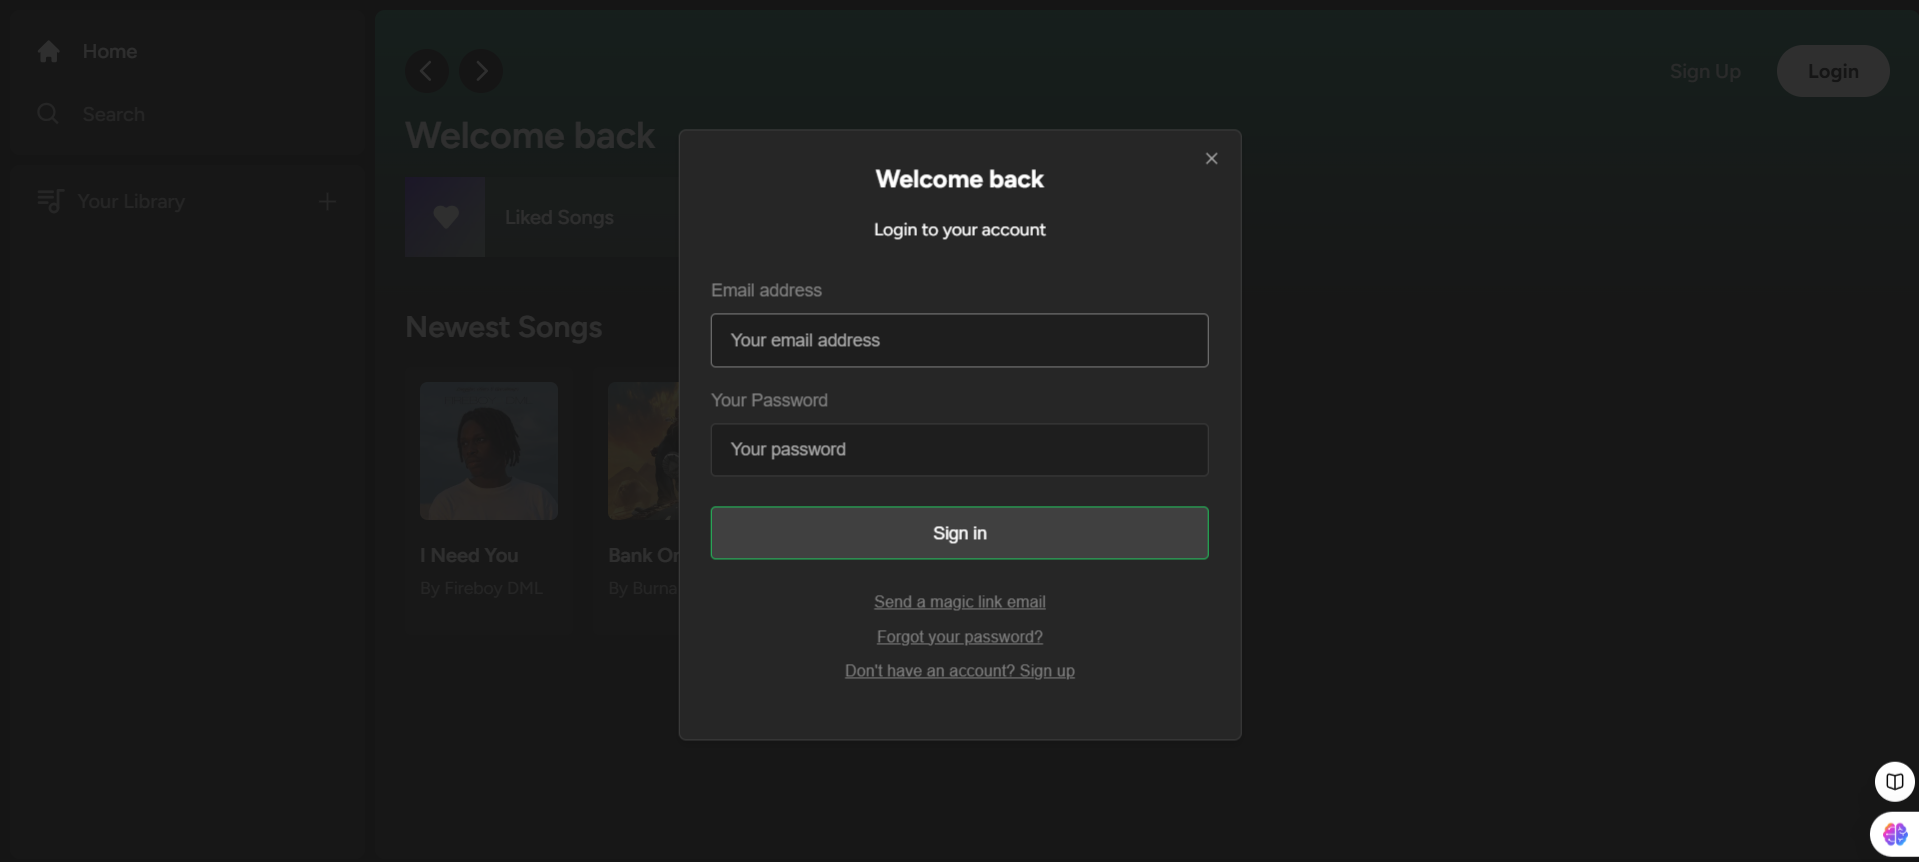 Home
Search
Your Library
Sign Up
Login
Welcome back
Liked Songs
Newest Songs
I Need You
By Fireboy DML
Bank
By
Welcome back
Login to your account
Email address
Your email address
Your Password
Your password
Sign in
Send a magic link email
Forgot your password?
Don't have an account? Sign up